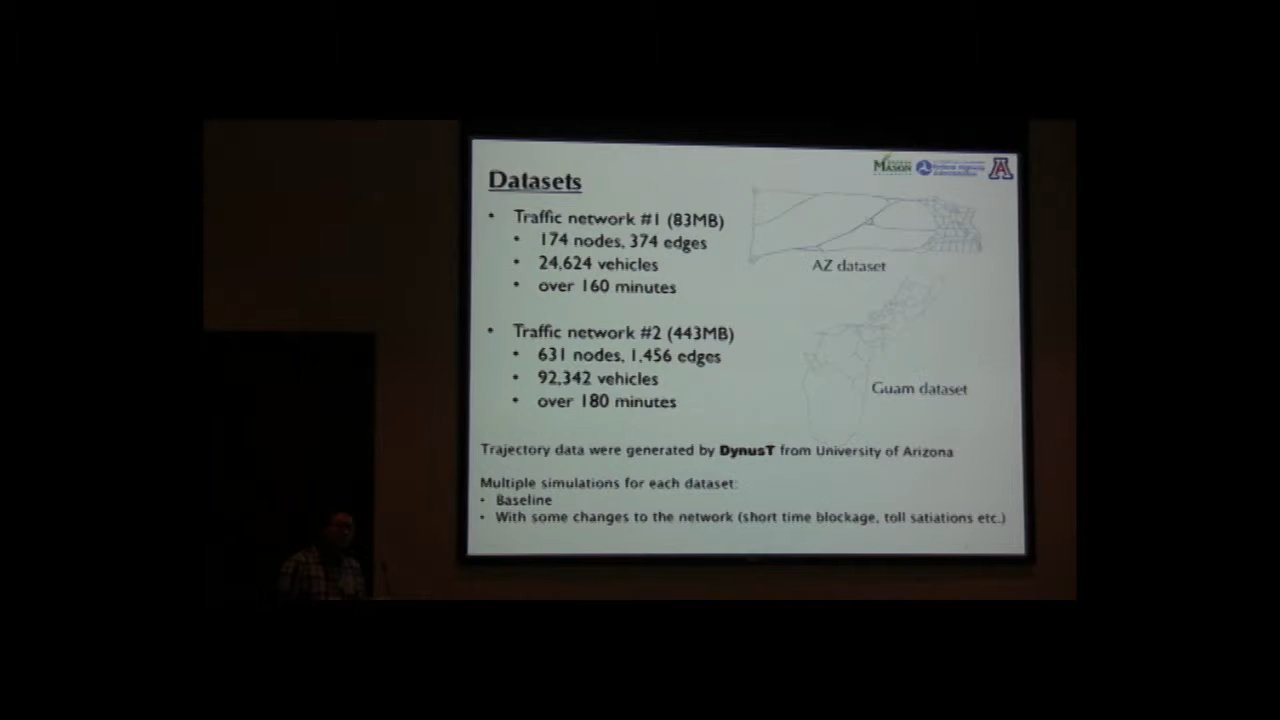 MASON
Datasets
• Traffic network #1 (83MB)
• 174 nodes, 374 edges
• 24,624 vehicles
• over 160 minutes
AZ dataset
• Traffic network #2 (443MB)
• 631 nodes, 1,456 edges
• 92,342 vehicles
• over 180 minutes
Guam dataset
Trajectory data were generated by DynusT from University of Arizona
Multiple simulations for each dataset:
• Baseline
• With some changes to the network (short time blockage, toll satiations etc.)